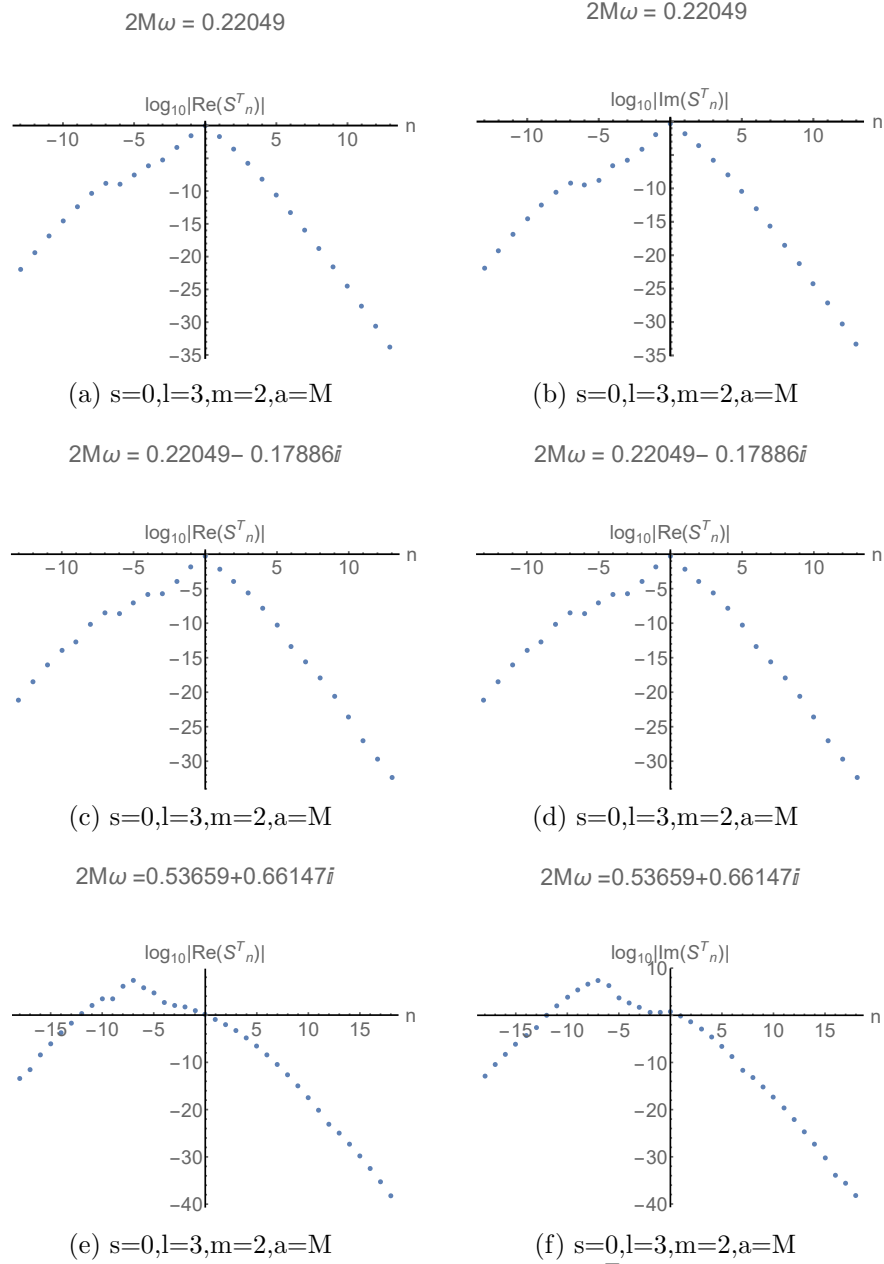 2Mω = 0.22049
2Mω = 0.22049
log₁₀|Re(Sᵀₙ)|
n
−10 −5 5 10
−10
−15
−20
−25
−30
−35
(a) s=0,l=3,m=2,a=M
log₁₀|Im(Sᵀₙ)|
n
−10 −5 5 10
−10
−15
−20
−25
−30
−35
(b) s=0,l=3,m=2,a=M
2Mω = 0.22049− 0.17886ⅈ
2Mω = 0.22049− 0.17886ⅈ
log₁₀|Re(Sᵀₙ)|
n
−10 −5 5 10
−5
−10
−15
−20
−25
−30
(c) s=0,l=3,m=2,a=M
log₁₀|Re(Sᵀₙ)|
n
−10 −5 5 10
−5
−10
−15
−20
−25
−30
(d) s=0,l=3,m=2,a=M
2Mω =0.53659+0.66147ⅈ
2Mω =0.53659+0.66147ⅈ
log₁₀|Re(Sᵀₙ)|
n
−15 −10 −5 5 10 15
−10
−20
−30
−40
(e) s=0,l=3,m=2,a=M
log₁₀|Im(Sᵀₙ)|
10
n
−15 −10 −5 5 10 15
−10
−20
−30
−40
(f) s=0,l=3,m=2,a=M